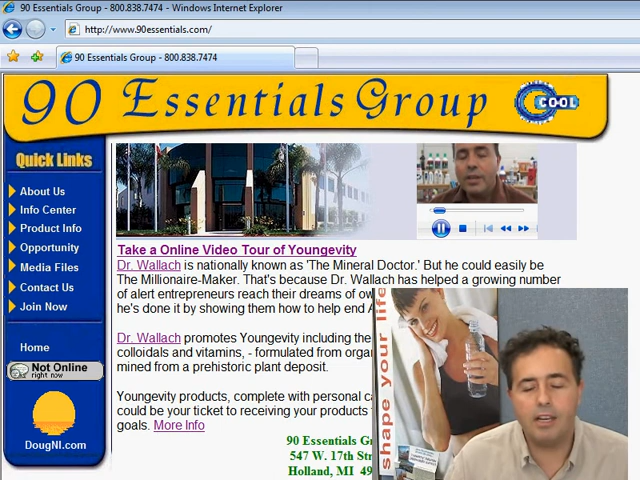 90 Essentials Group - 800.838.7474 - Windows Internet Explorer
http://www.90essentials.com/
90 Essentials Group - 800.838.7474
90 Essentials Group
COOL
Quick Links
About Us
Info Center
Product Info
Opportunity
Media Files
Contact Us
Join Now
Home
Not Online
right now
DougNI.com
Take a Online Video Tour of Youngevity
Dr. Wallach is nationally known as 'The Mineral Doctor.' But he could easily be
The Millionaire-Maker. That's because Dr. Wallach has helped a growing number
of alert entrepreneurs reach their dreams of
he's done it by showing them how to help end
Dr. Wallach promotes Youngevity including the
colloidals and vitamins, - formulated from
mined from a prehistoric plant deposit.
Youngevity products, complete with personal
could be your ticket to receiving your products
goals. More Info
90 Essentials
547 W. 17th
Holland, MI
shape your life